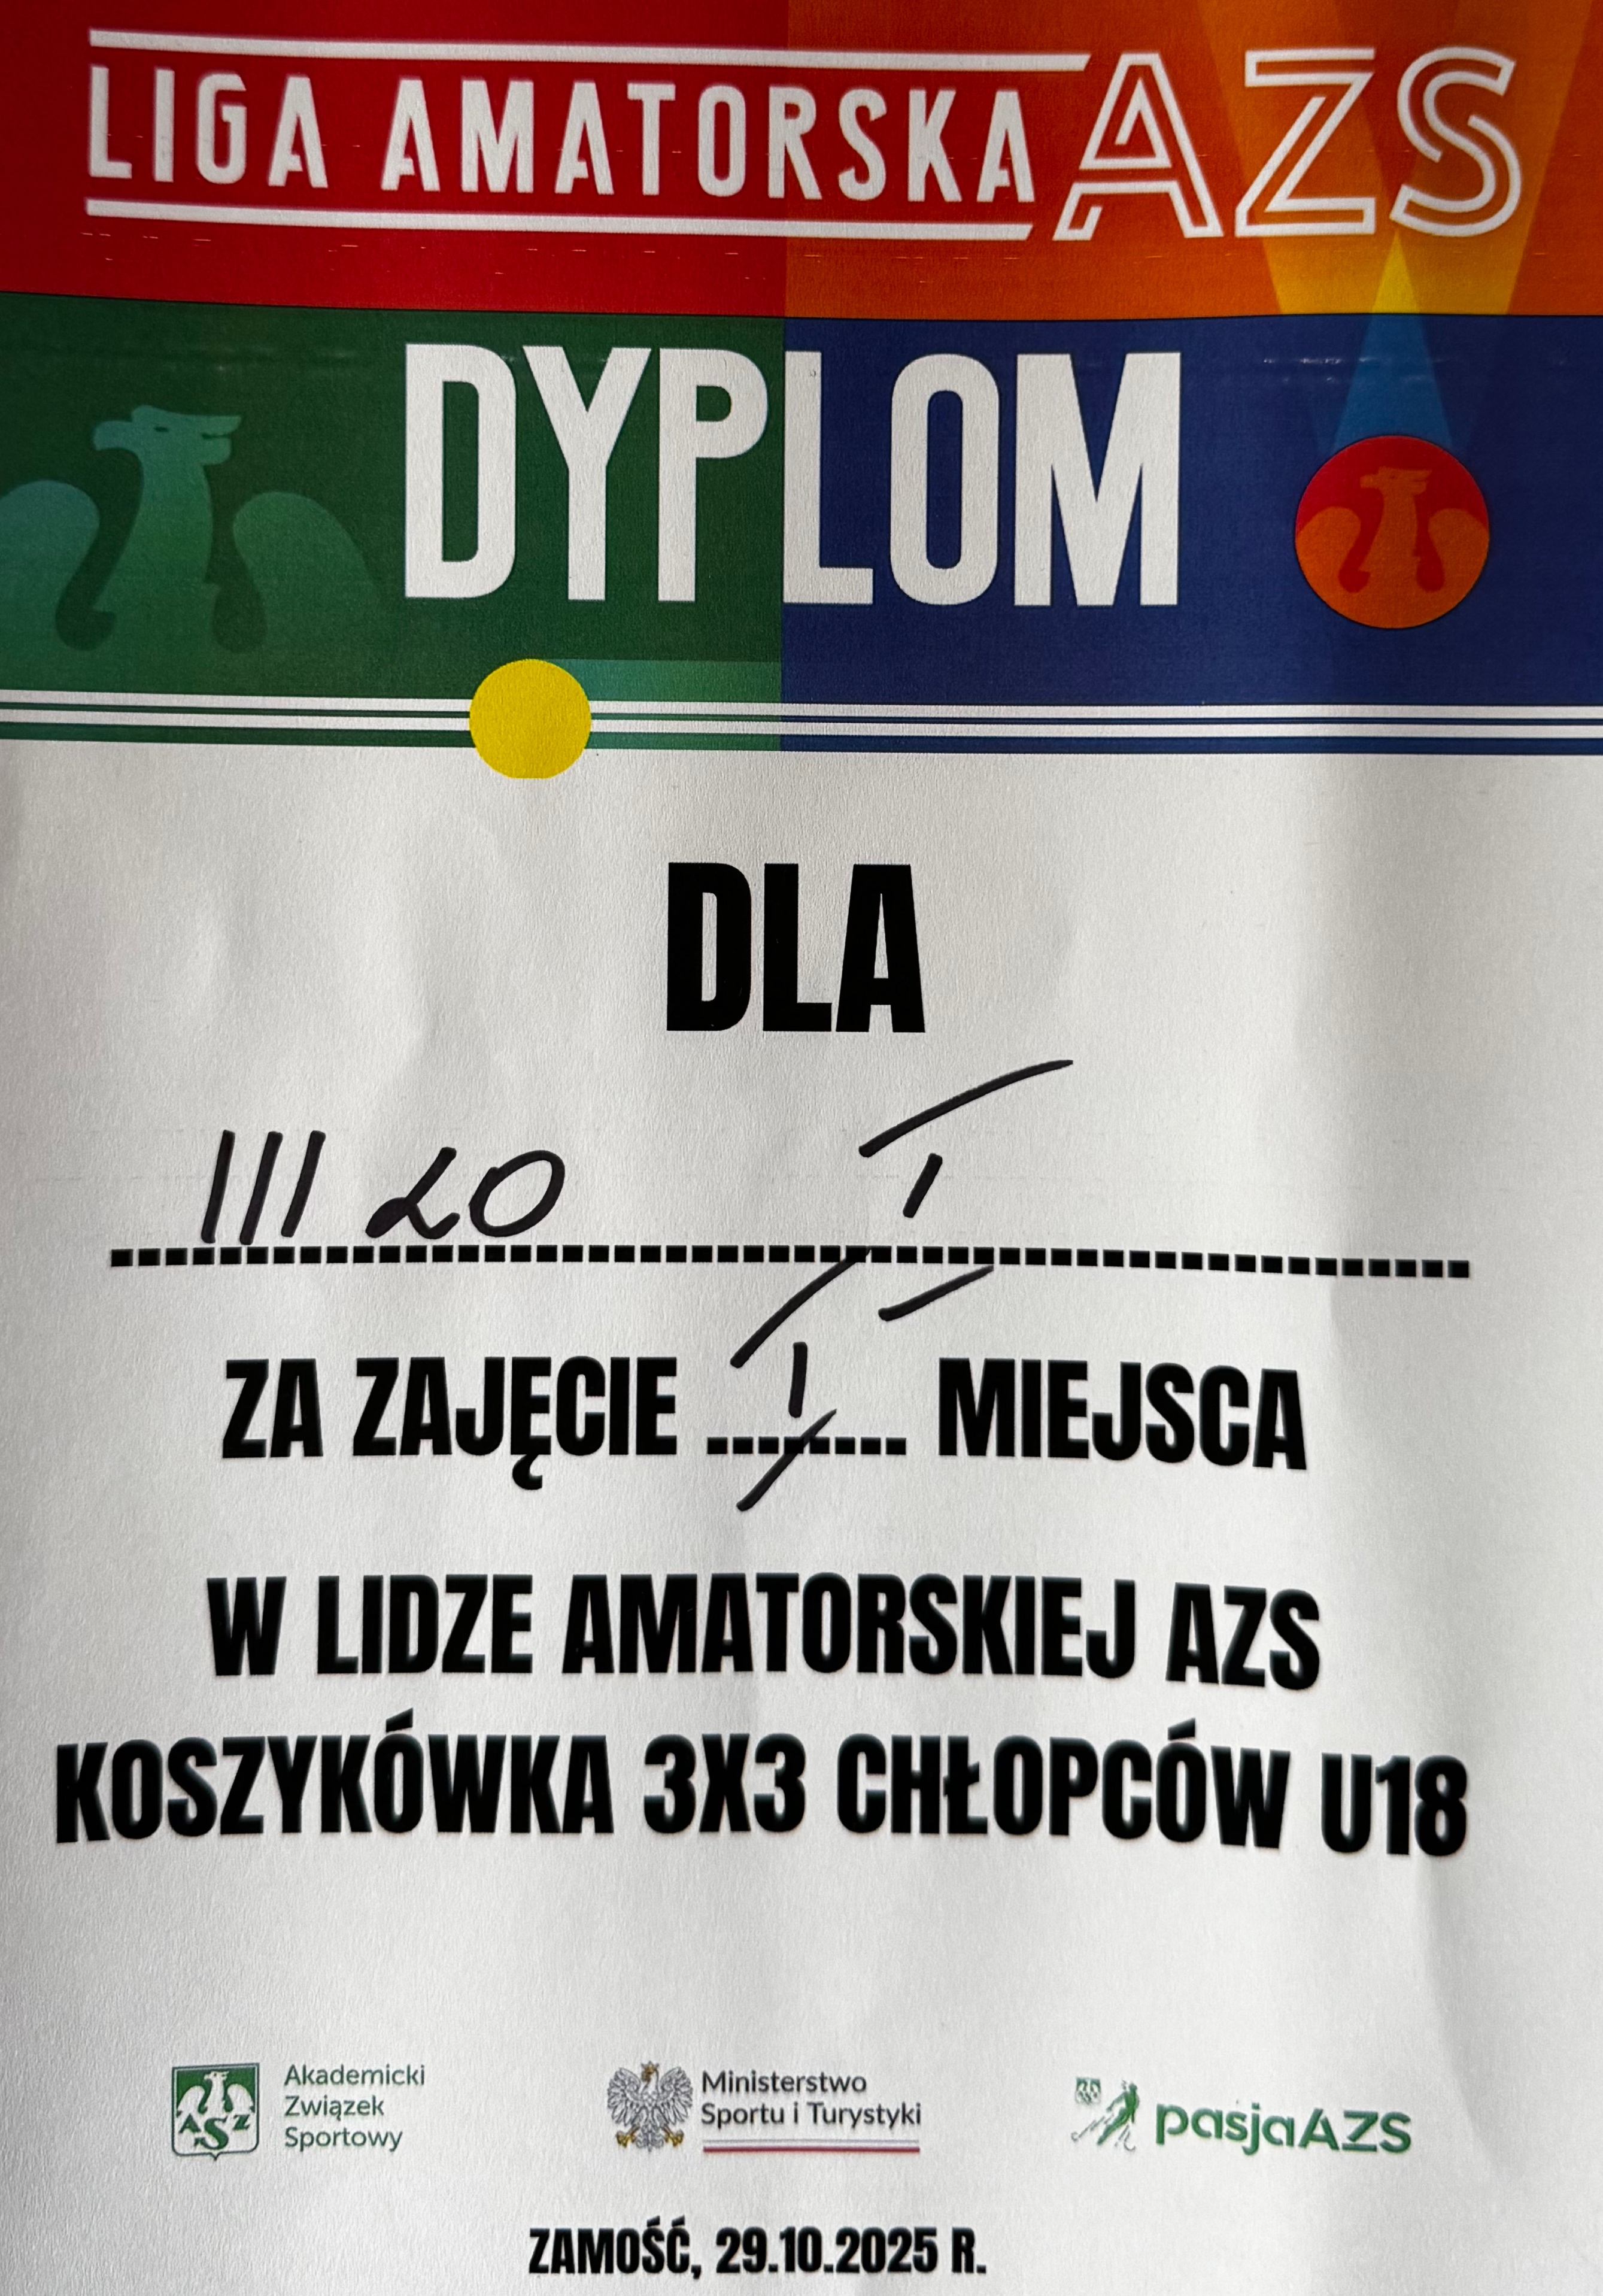 LIGA AMATORSKA AZS
DYPLOM
DLA
III LO I
ZA ZAJĘCIE ...I... MIEJSCA
W LIDZE AMATORSKIEJ AZS
KOSZYKÓWKA 3X3 CHŁOPCÓW U18
AZS
Akademicki
Związek
Sportowy
Ministerstwo
Sportu i Turystyki
pasjaAZS
ZAMOŚĆ, 29.10.2025 R.